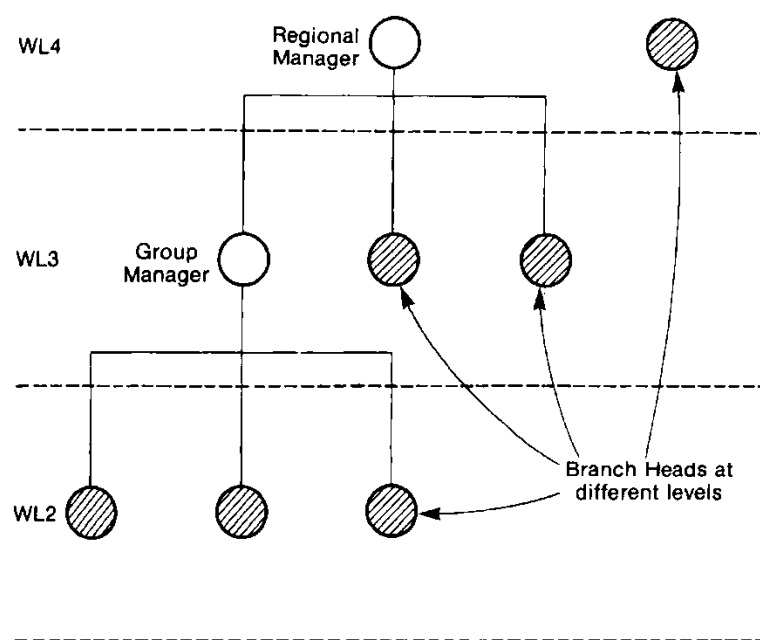 WL4
Regional
Manager
WL3
Group
Manager
Branch Heads at
different levels
WL2